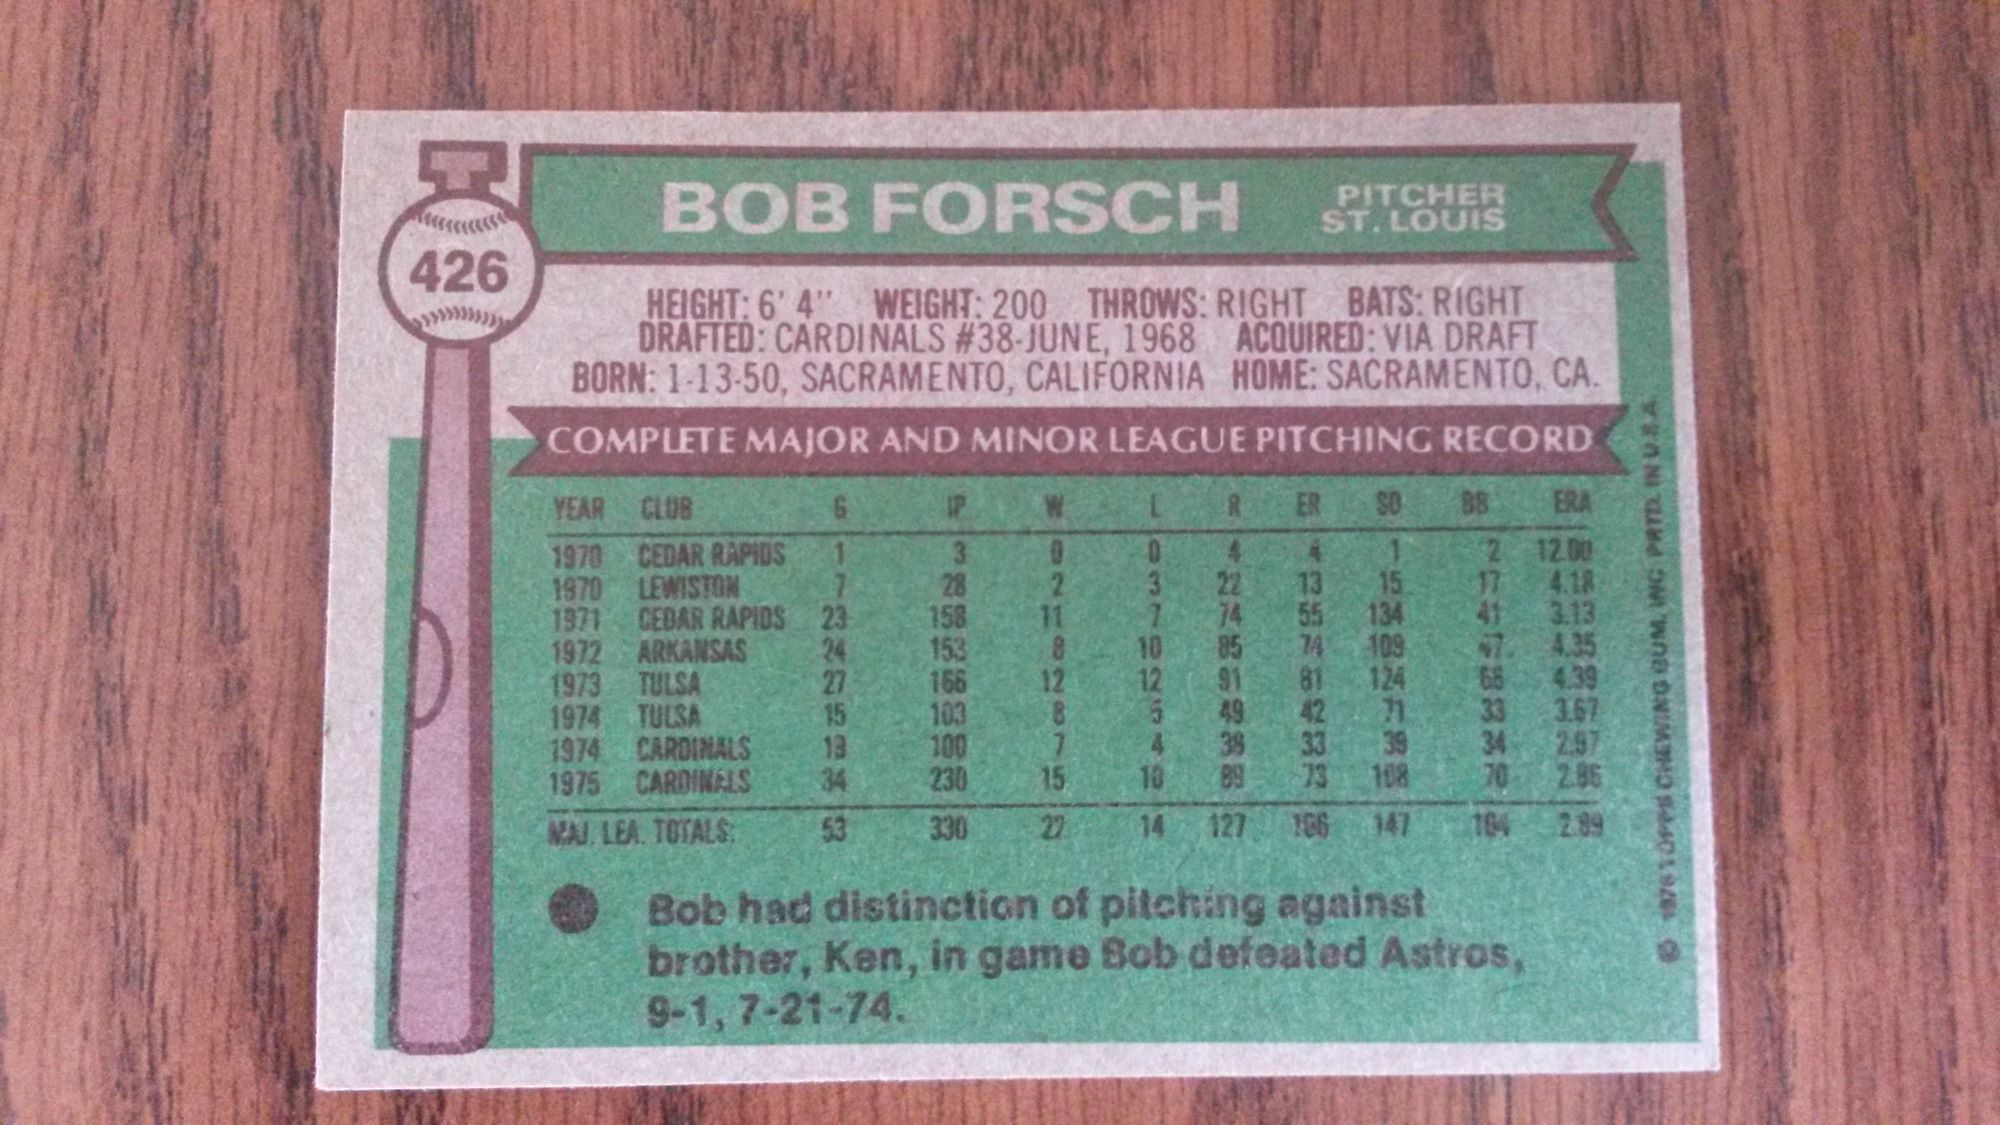 T
426
BOB FORSCH
PITCHER
ST. LOUIS
HEIGHT: 6' 4" WEIGHT: 200 THROWS: RIGHT BATS: RIGHT
DRAFTED: CARDINALS #38-JUNE, 1968 ACQUIRED: VIA DRAFT
BORN: 1-13-50, SACRAMENTO, CALIFORNIA HOME: SACRAMENTO, CA.
COMPLETE MAJOR AND MINOR LEAGUE PITCHING RECORD
YEAR CLUB G IP W L R ER SO BB ERA
1970 CEDAR RAPIDS 1 3 0 0 4 4 1 2 12.00
1970 LEWISTON 7 28 2 3 22 13 15 17 4.18
1971 CEDAR RAPIDS 23 158 11 7 74 55 134 41 3.13
1972 ARKANSAS 24 153 8 10 85 74 109 47 4.35
1973 TULSA 27 166 12 12 91 81 124 66 4.39
1974 TULSA 15 103 8 5 49 42 71 33 3.67
1974 CARDINALS 19 100 7 4 38 33 39 34 2.97
1975 CARDINALS 34 230 15 10 89 73 108 70 2.86
MAJ. LEA. TOTALS: 53 330 22 14 127 106 147 104 2.89
Bob had distinction of pitching against
brother, Ken, in game Bob defeated Astros,
9-1, 7-21-74.
© 1976 TOPPS CHEWING GUM, INC. PRTD. IN U.S.A.